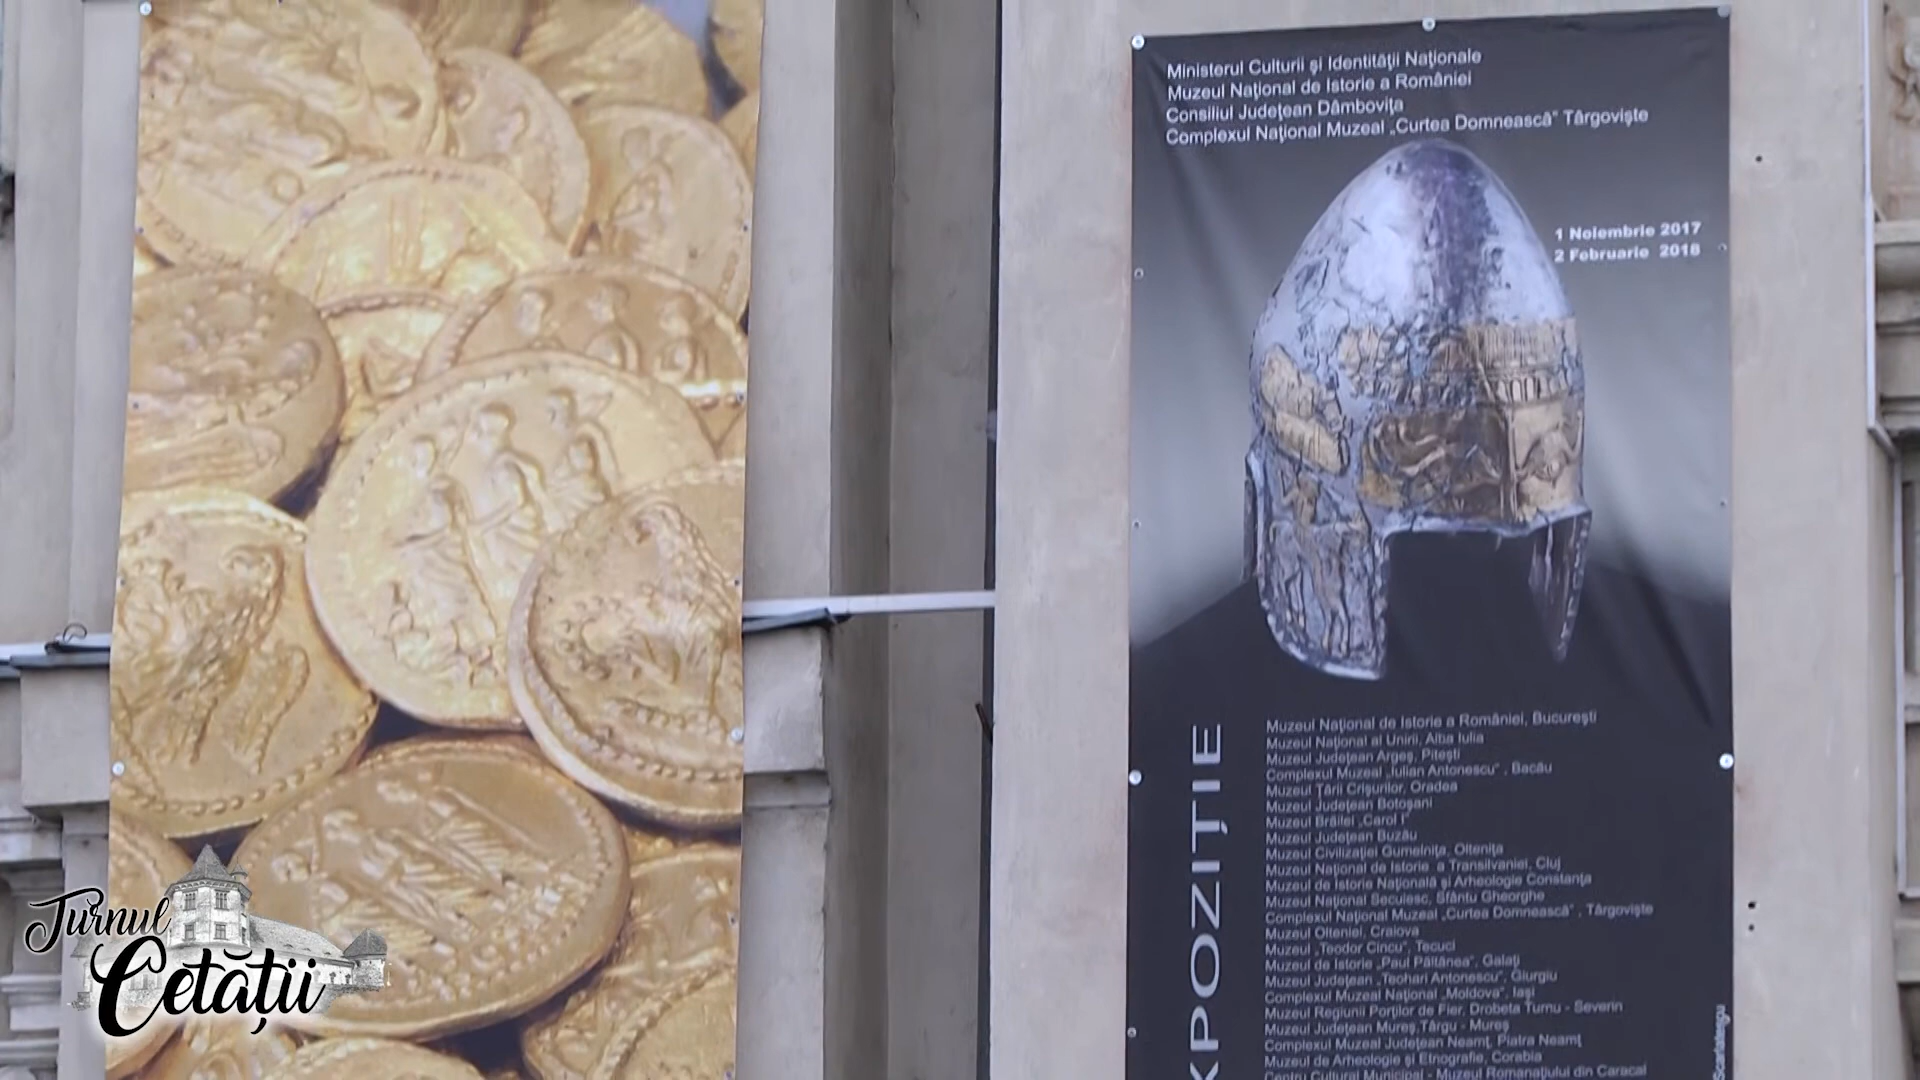 Ministerul Culturii și Identității Naționale
Muzeul Național de Istorie a României
Consiliul Județean Dâmbovița
Complexul Național Muzeal „Curtea Domnească” Târgoviște
1 Noiembrie 2017
2 Februarie 2018
XPOZIȚIE
Muzeul Național de Istorie a României, București
Muzeul Național al Unirii, Alba Iulia
Muzeul Județean Argeș, Pitești
Complexul Muzeal „Iulian Antonescu” , Bacău
Muzeul Țării Crișurilor, Oradea
Muzeul Județean Botoșani
Muzeul Brăilei „Carol I”
Muzeul Județean Buzău
Muzeul Civilizației Gumelnița, Oltenița
Muzeul Național de Istorie a Transilvaniei, Cluj
Muzeul de Istorie Națională și Arheologie Constanța
Muzeul Național Secuiesc, Sfântu Gheorghe
Complexul Național Muzeal „Curtea Domnească” , Târgoviște
Muzeul Olteniei, Craiova
Muzeul „Teodor Cincu”, Tecuci
Muzeul de Istorie „Paul Păltănea”, Galați
Muzeul Județean „Teohari Antonescu”, Giurgiu
Complexul Muzeal Național „Moldova”, Iași
Muzeul Regiunii Porților de Fier, Drobeta Turnu - Severin
Muzeul Județean Mureș,Târgu - Mureș
Complexul Muzeal Județean Neamț, Piatra Neamț
Muzeul de Arheologie și Etnografie, Corabia
Centru Cultural Municipal - Muzeul Romanațiului din Caracal
Turnul
Cetății